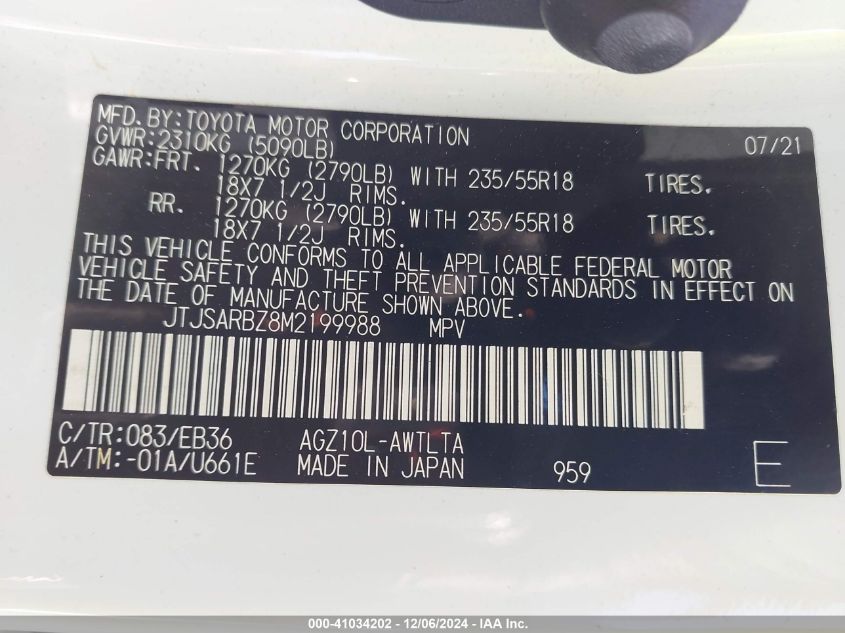 MFD.BY:TOYOTA MOTOR CORPORATION 07/21
GVWR:2310KG (5090LB)
GAWR:FRT. 1270KG (2790LB) WITH 235/55R18 TIRES.
18X7 1/2J RIMS.
RR. 1270KG (2790LB) WITH 235/55R18 TIRES.
18X7 1/2J RIMS.
THIS VEHICLE CONFORMS TO ALL APPLICABLE FEDERAL MOTOR
VEHICLE SAFETY AND THEFT PREVENTION STANDARDS IN EFFECT ON
THE DATE OF MANUFACTURE SHOWN ABOVE.
JTJSARBZ8M2199988 MPV
C/TR:083/EB36 AGZ10L-AWTLTA
A/TM:-01A/U661E MADE IN JAPAN 959 E
000-41034202 - 12/06/2024 - IAA Inc.